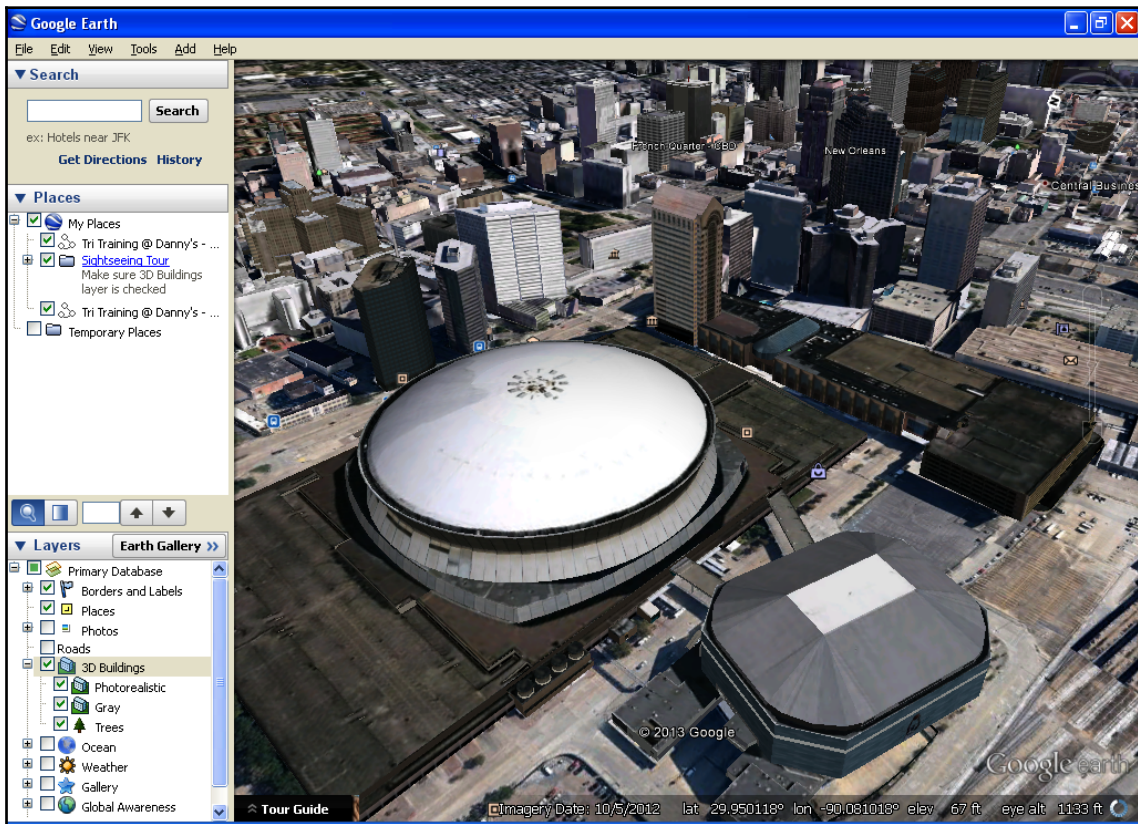 Google Earth
File Edit View Tools Add Help
Search
Search
ex: Hotels near JFK
Get Directions History
Places
My Places
Tri Training @ Danny's - ...
Sightseeing Tour
Make sure 3D Buildings
layer is checked
Tri Training @ Danny's - ...
Temporary Places
Layers
Earth Gallery >>
Primary Database
Borders and Labels
Places
Photos
Roads
3D Buildings
Photorealistic
Gray
Trees
Ocean
Weather
Gallery
Global Awareness
N
French Quarter - CBD
New Orleans
Central Busines
© 2013 Google
Google earth
Tour Guide
Imagery Date: 10/5/2012 lat 29.950118° lon -90.081018° elev 67 ft eye alt 1133 ft